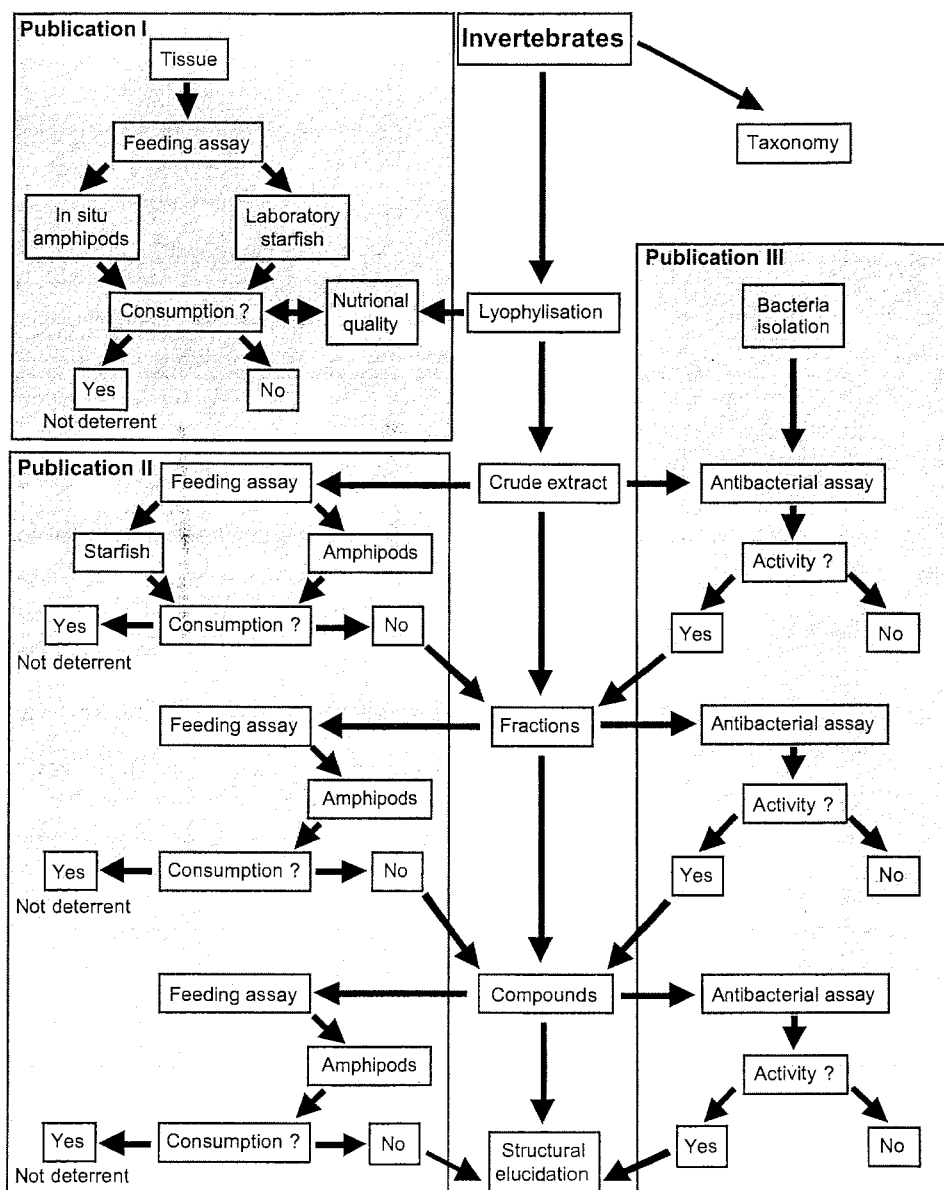 Publication I
Tissue
Feeding assay
In situ
amphipods
Laboratory
starfish
Consumption ?
Nutrional
quality
Yes
No
Not deterrent
Invertebrates
Taxonomy
Lyophylisation
Crude extract
Fractions
Compounds
Structural
elucidation
Publication II
Feeding assay
Starfish
Amphipods
Yes
Consumption ?
No
Not deterrent
Feeding assay
Amphipods
Yes
Consumption ?
No
Not deterrent
Feeding assay
Amphipods
Yes
Consumption ?
No
Not deterrent
Publication III
Bacteria
isolation
Antibacterial assay
Activity ?
Yes
No
Antibacterial assay
Activity ?
Yes
No
Antibacterial assay
Activity ?
Yes
No